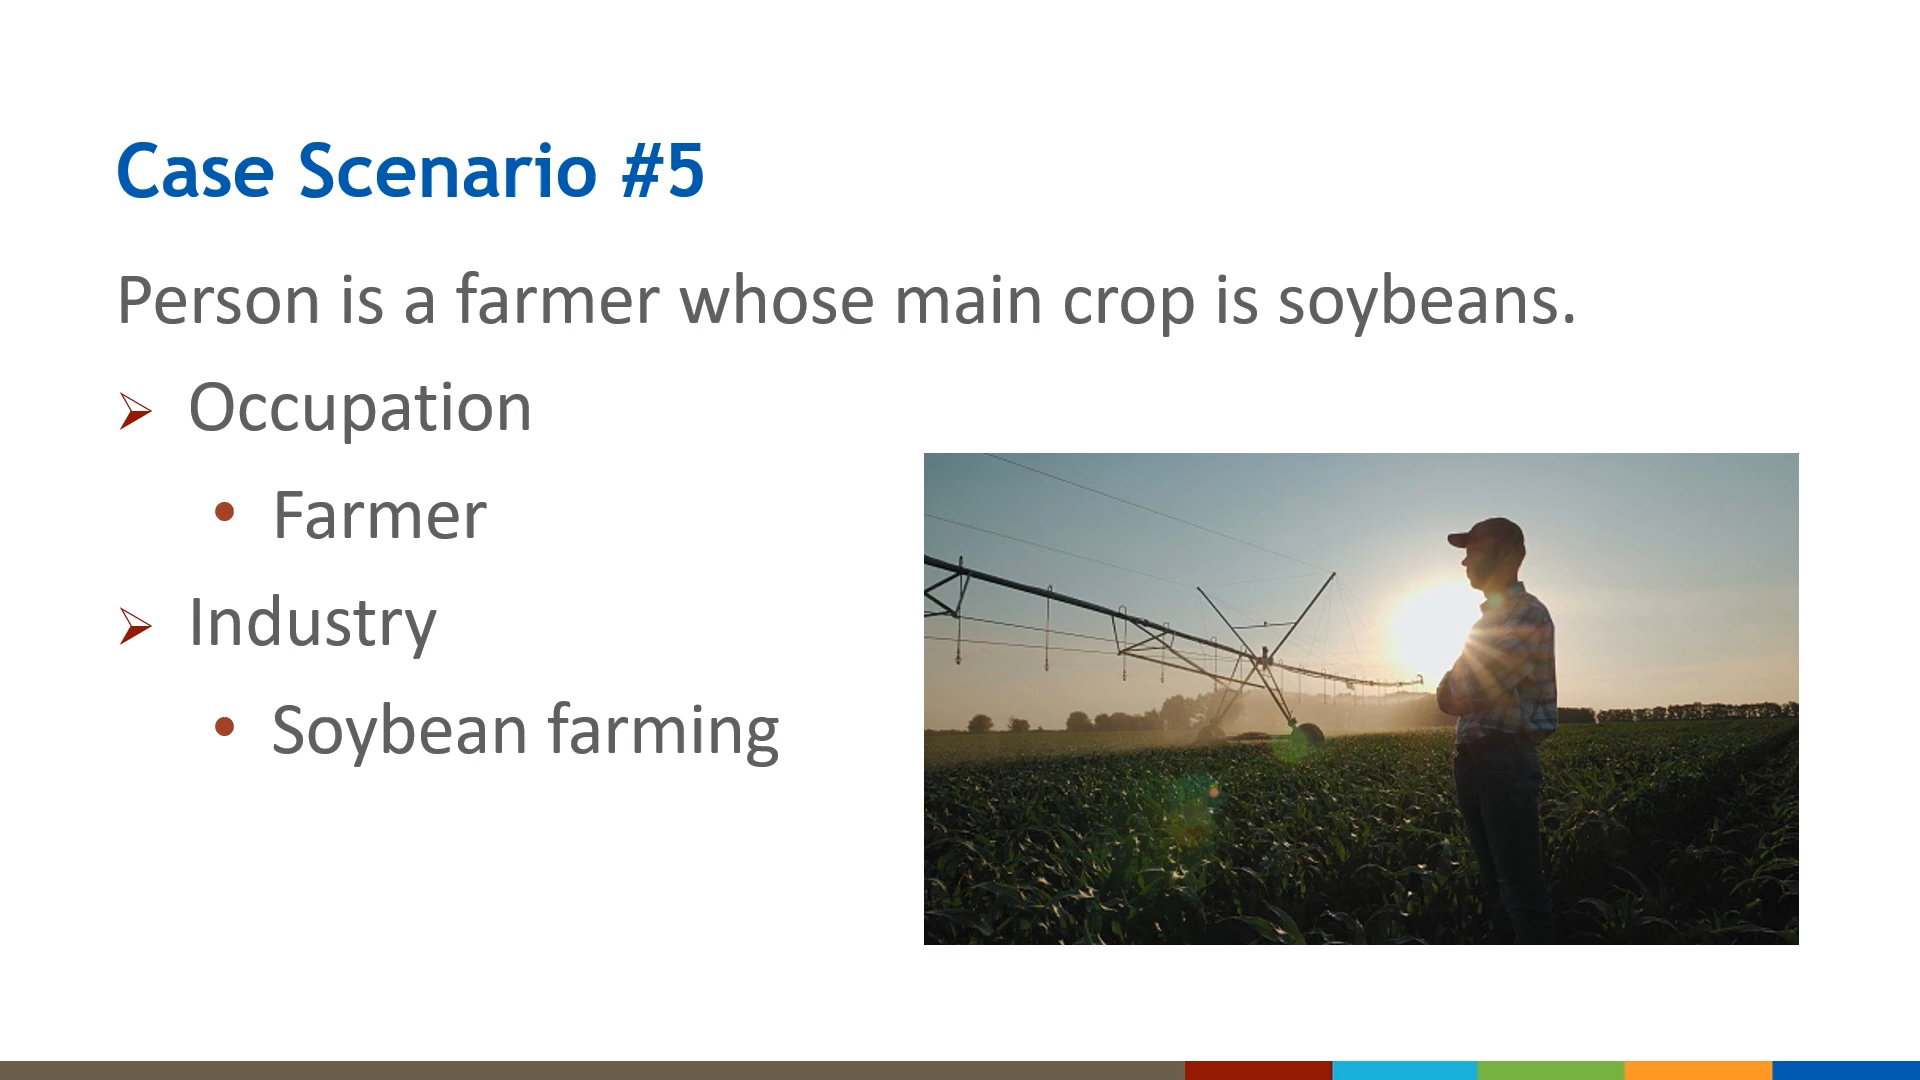 Case Scenario #5
Person is a farmer whose main crop is soybeans.
Occupation
Farmer
Industry
Soybean farming